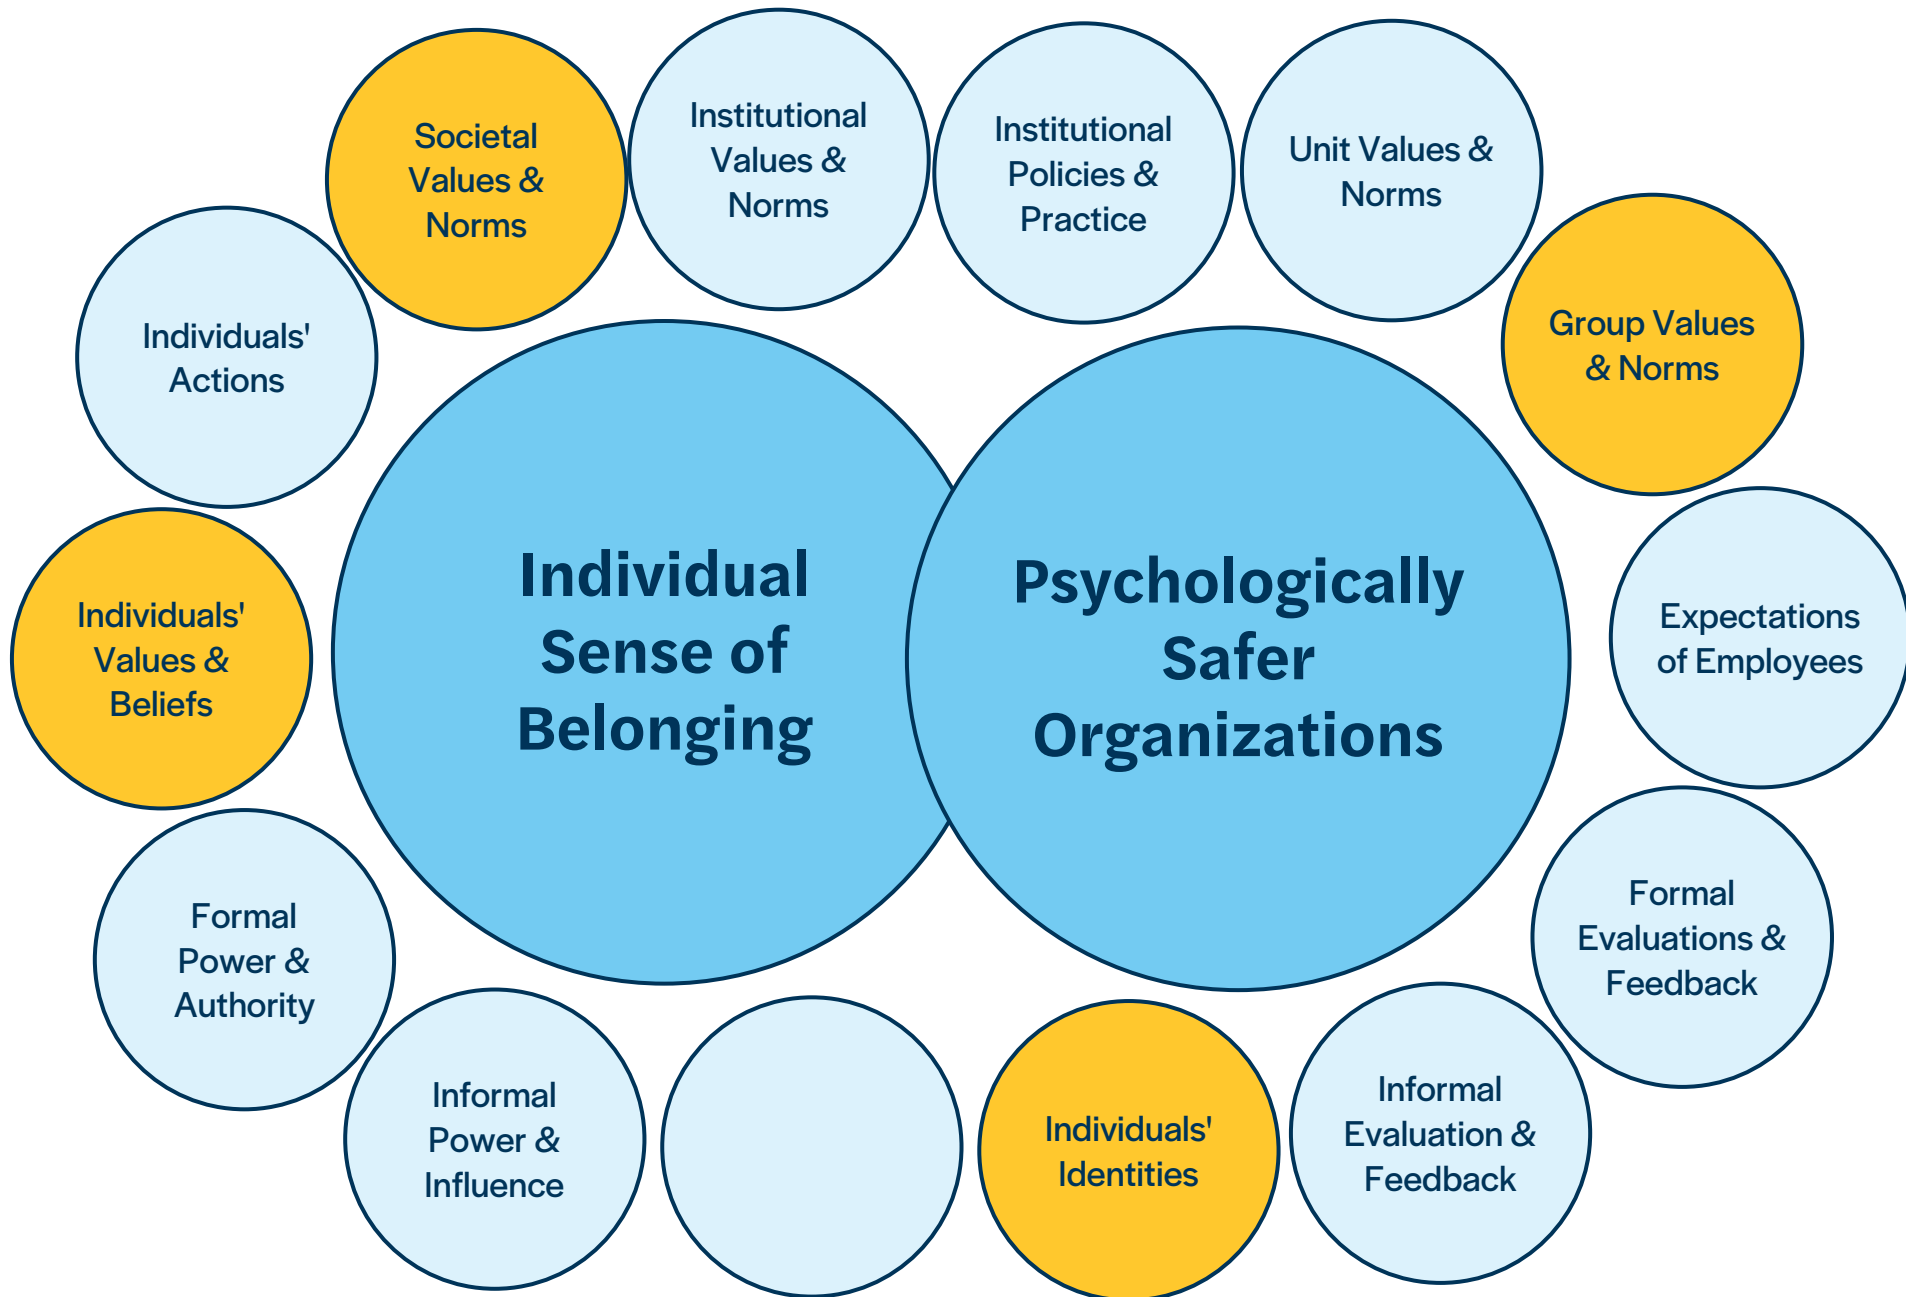 Societal
Values &
Norms
Institutional
Values &
Norms
Institutional
Policies &
Practice
Unit Values &
Norms
Group Values
& Norms
Individuals'
Actions
Individual
Sense of
Belonging
Psychologically
Safer
Organizations
Individuals'
Values &
Beliefs
Expectations
of Employees
Formal
Power &
Authority
Formal
Evaluations &
Feedback
Informal
Power &
Influence
Individuals'
Identities
Informal
Evaluation &
Feedback